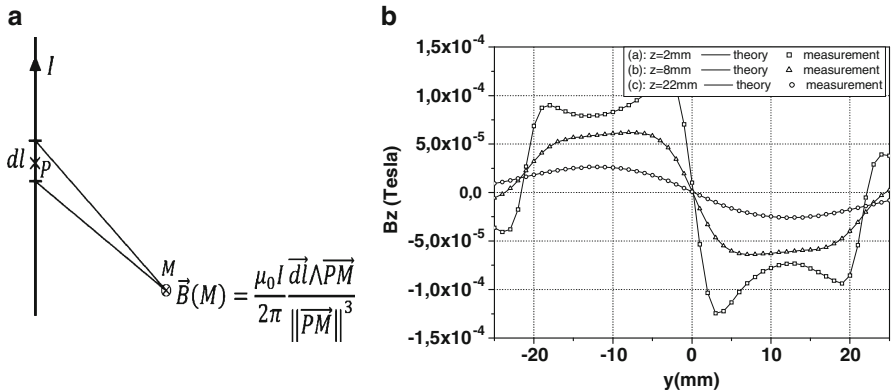 a
I
dl
P
M
B⃗(M) = μ₀I/2π dl⃗∧PM⃗/‖PM⃗‖³
b
1,5x10⁻⁴
1,0x10⁻⁴
5,0x10⁻⁵
0,0
-5,0x10⁻⁵
-1,0x10⁻⁴
-1,5x10⁻⁴
Bz (Tesla)
(a): z=2mm theory measurement
(b): z=8mm theory measurement
(c): z=22mm theory measurement
-20 -10 0 10 20
y(mm)